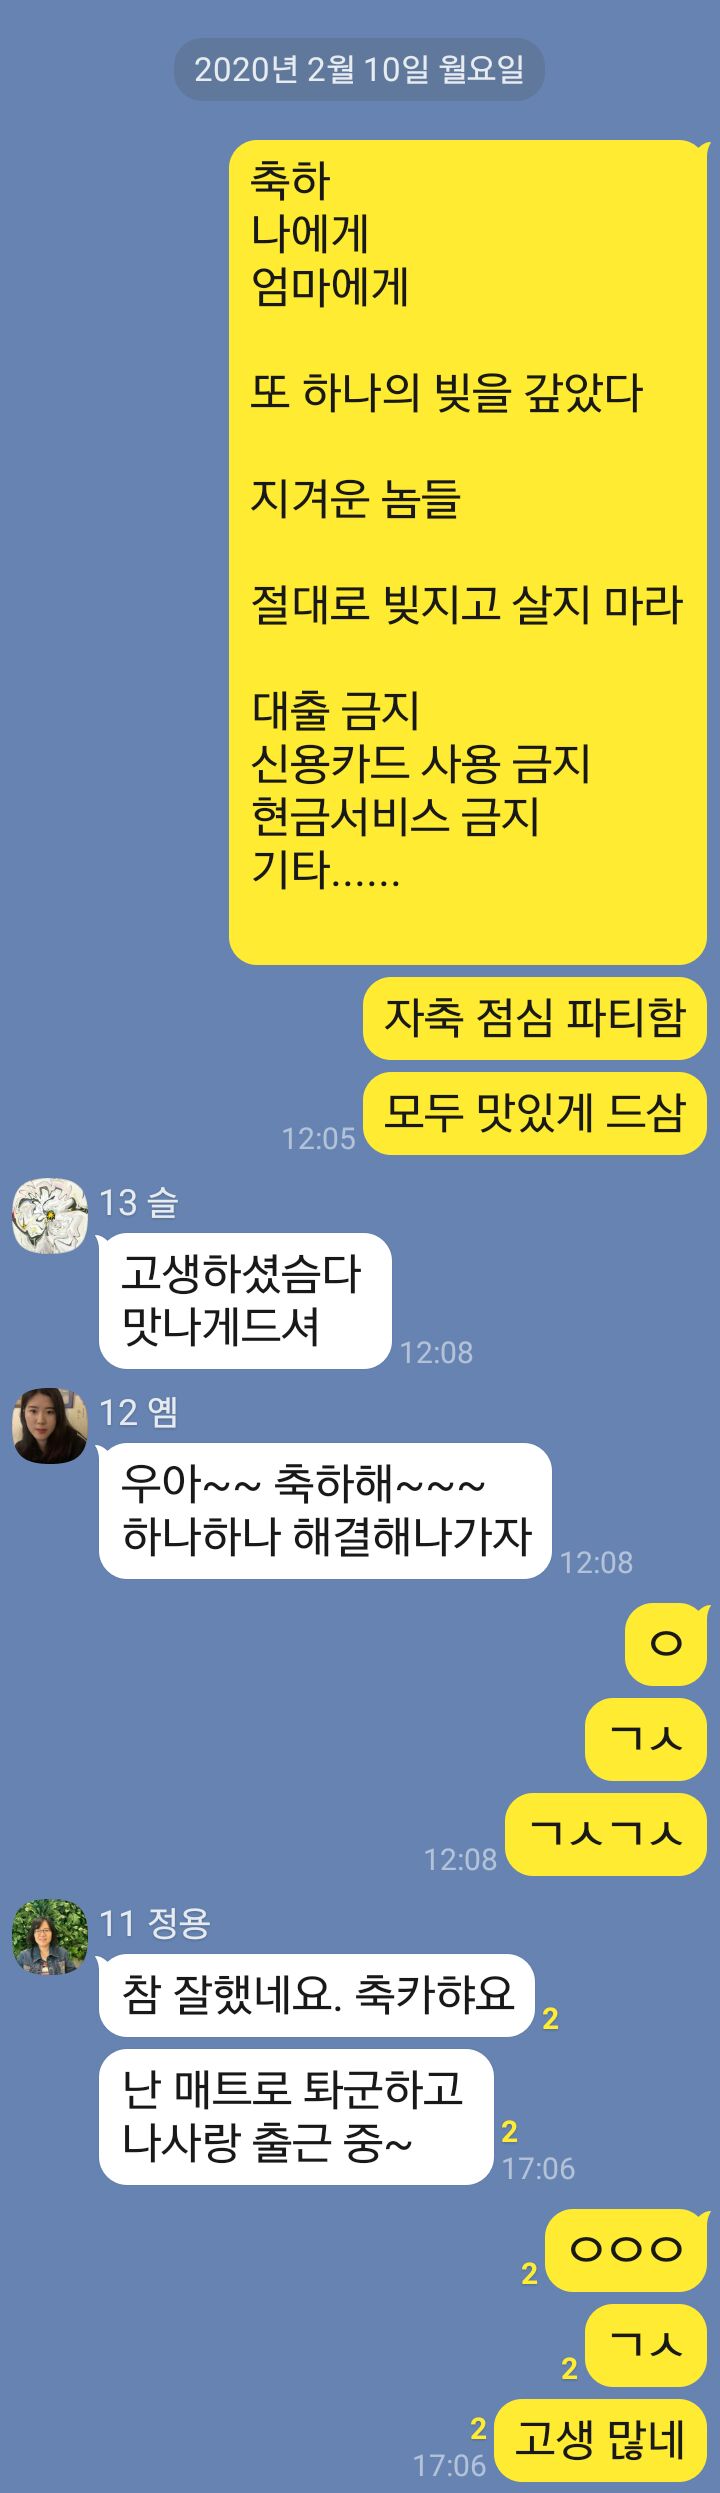 2020년 2월 10일 월요일
축하
나에게
엄마에게
또 하나의 빚을 갚았다
지겨운 놈들
절대로 빚지고 살지 마라
대출 금지
신용카드 사용 금지
현금서비스 금지
기타......
자축 점심 파티함
모두 맛있게 드삼
12:05
13 슬
고생하셨슴다
맛나게드셔
12:08
12 옘
우아~~ 축하해~~~
하나하나 해결해나가자
12:08
ㅇ
ㄱㅅ
ㄱㅅㄱㅅ
12:08
11 정용
참 잘했네요. 축카햐요
2
난 매트로 퇴군하고
나사랑 출근 중~
2
17:06
ㅇㅇㅇ
2
ㄱㅅ
2
고생 많네
2
17:06